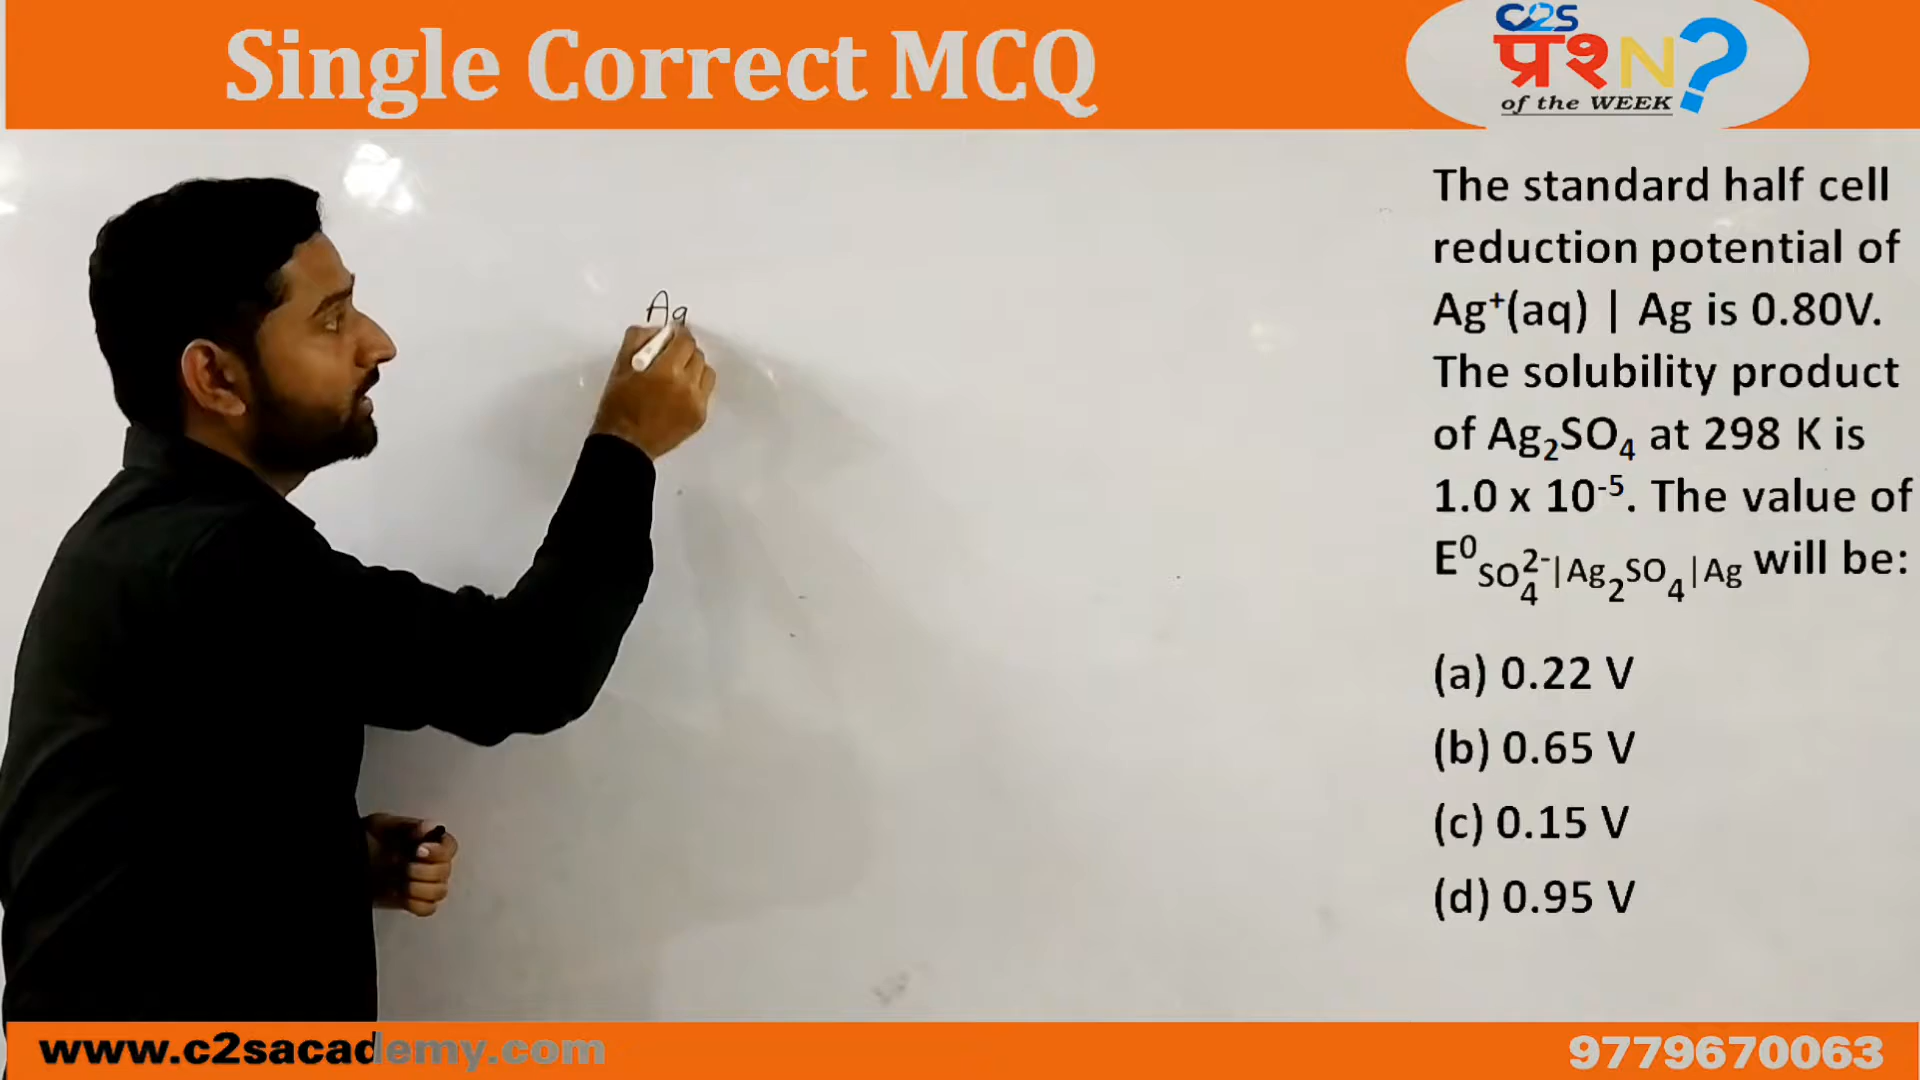 Single Correct MCQ
C2S
प्रश्N?
of the WEEK
Ag
The standard half cell
reduction potential of
Ag⁺(aq) | Ag is 0.80V.
The solubility product
of Ag₂SO₄ at 298 K is
1.0 x 10⁻⁵. The value of
E⁰ SO₄²⁻|Ag₂SO₄|Ag will be:
(a) 0.22 V
(b) 0.65 V
(c) 0.15 V
(d) 0.95 V
www.c2sacademy.com
9779670063